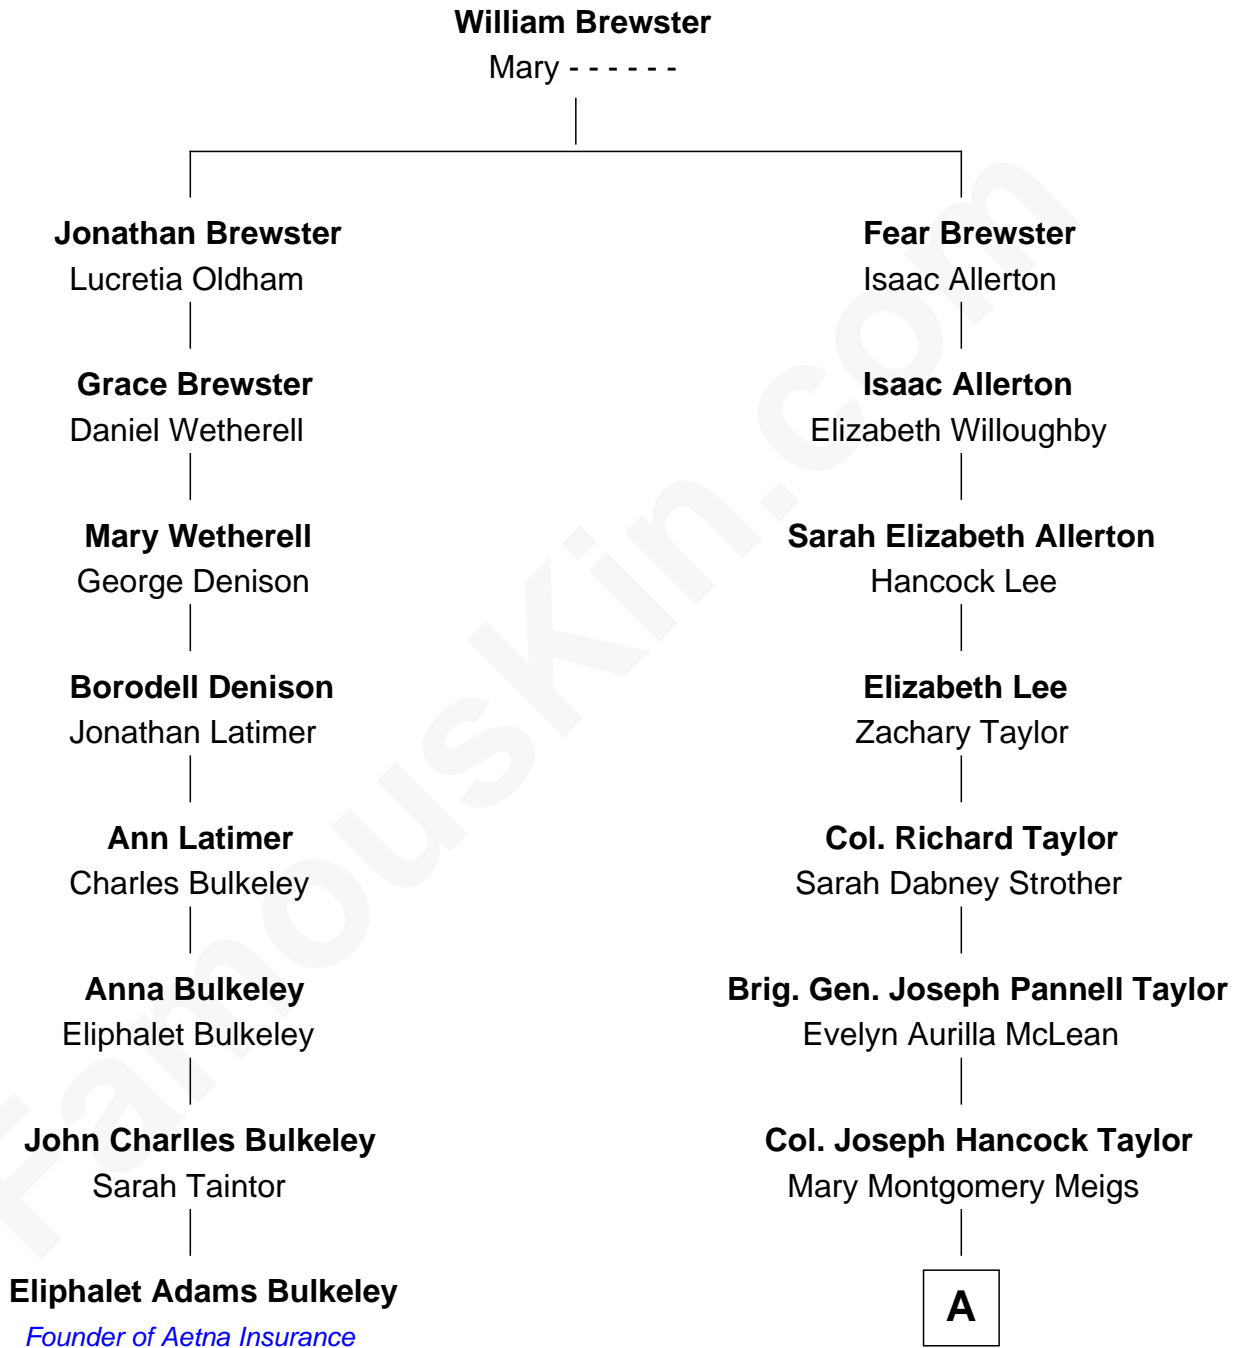 William Brewster
Mary - - - - - -
Jonathan Brewster
Lucretia Oldham
Fear Brewster
Isaac Allerton
Grace Brewster
Daniel Wetherell
Isaac Allerton
Elizabeth Willoughby
Mary Wetherell
George Denison
Sarah Elizabeth Allerton
Hancock Lee
Borodell Denison
Jonathan Latimer
Elizabeth Lee
Zachary Taylor
Ann Latimer
Charles Bulkeley
Col. Richard Taylor
Sarah Dabney Strother
Anna Bulkeley
Eliphalet Bulkeley
Brig. Gen. Joseph Pannell Taylor
Evelyn Aurilla McLean
John Charlles Bulkeley
Sarah Taintor
Col. Joseph Hancock Taylor
Mary Montgomery Meigs
Eliphalet Adams Bulkeley
Founder of Aetna Insurance
A
FamousKin.com